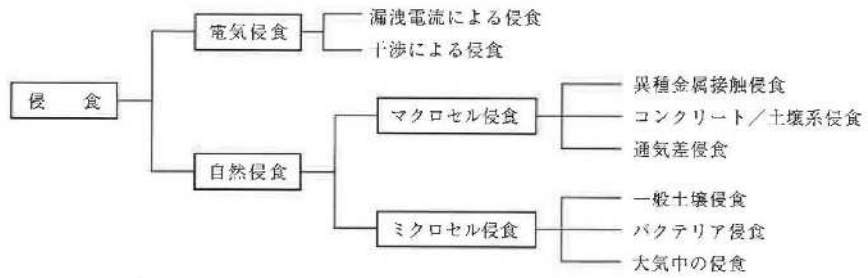 漏洩電流による侵食
電気侵食
干渉による侵食
侵　食
異種金属接触侵食
マクロセル侵食
コンクリート／土壌系侵食
通気差侵食
自然侵食
一般土壌侵食
ミクロセル侵食
バクテリア侵食
大気中の侵食